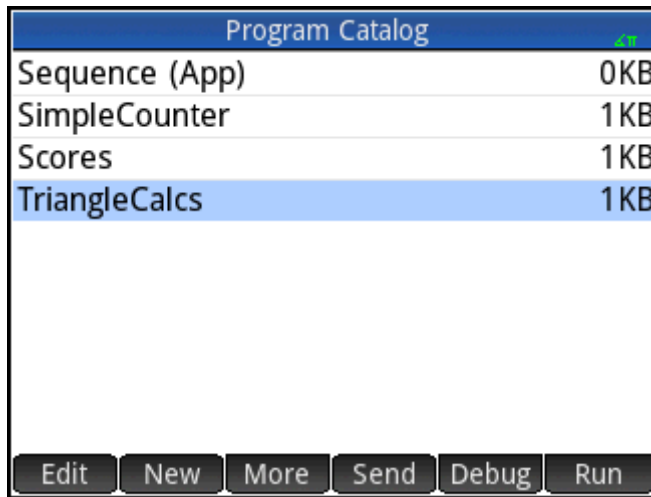 Program Catalog
∡π
Sequence (App) 0KB
SimpleCounter 1KB
Scores 1KB
TriangleCalcs 1KB
Edit New More Send Debug Run